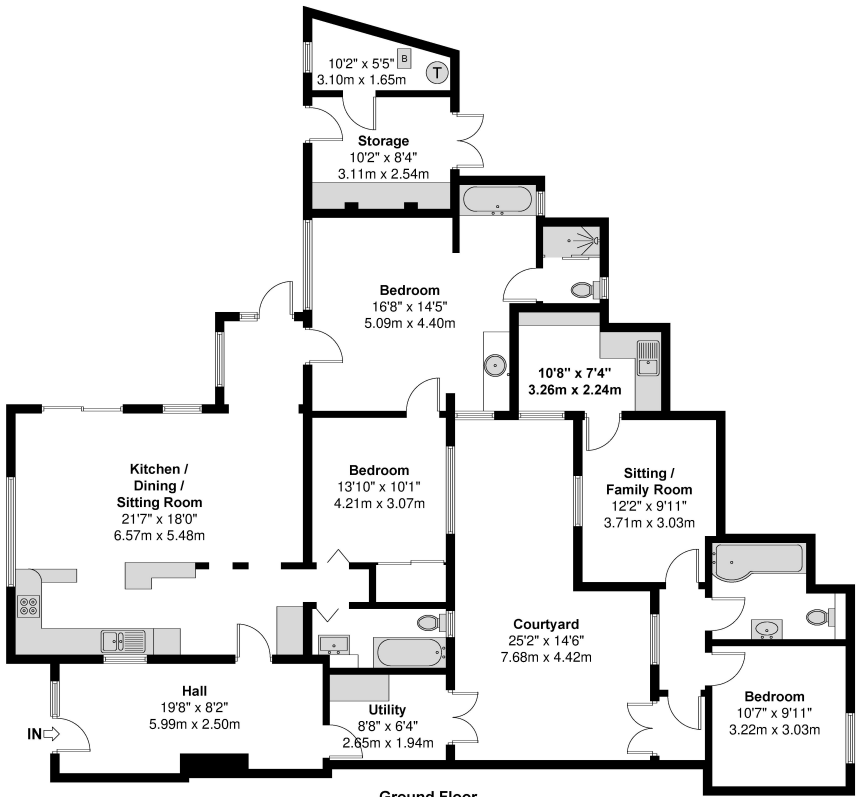 B
10'2" x 5'5"
3.10m x 1.65m
T
Storage
10'2" x 8'4"
3.11m x 2.54m
Bedroom
16'8" x 14'5"
5.09m x 4.40m
10'8" x 7'4"
3.26m x 2.24m
Kitchen /
Dining /
Sitting Room
21'7" x 18'0"
6.57m x 5.48m
Bedroom
13'10" x 10'1"
4.21m x 3.07m
Sitting /
Family Room
12'2" x 9'11"
3.71m x 3.03m
Courtyard
25'2" x 14'6"
7.68m x 4.42m
Hall
19'8" x 8'2"
5.99m x 2.50m
IN
Utility
8'8" x 6'4"
2.65m x 1.94m
Bedroom
10'7" x 9'11"
3.22m x 3.03m
Ground Floor